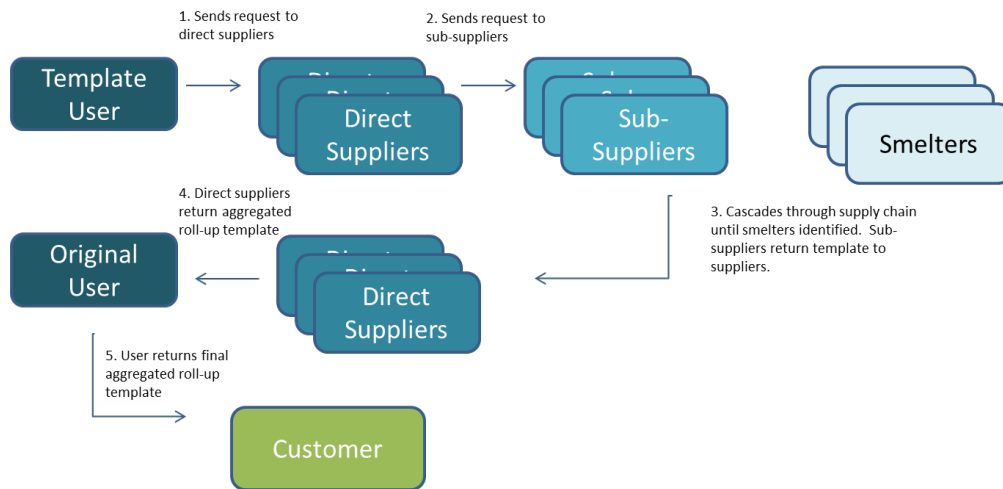 1. Sends request to
direct suppliers
2. Sends request to
sub-suppliers
Template
User
Direct
Suppliers
Sub-
Suppliers
Smelters
4. Direct suppliers
return aggregated
roll-up template
3. Cascades through supply chain
until smelters identified.  Sub-
suppliers return template to
suppliers.
Original
User
Direct
Suppliers
5. User returns final
aggregated roll-up
template
Customer